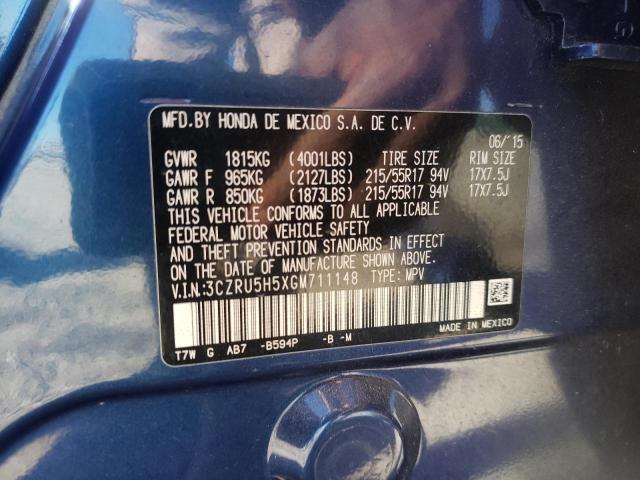 MFD. BY HONDA DE MEXICO S.A. DE C.V.
06/'15
GVWR 1815KG (4001LBS) TIRE SIZE RIM SIZE
GAWR F 965KG (2127LBS) 215/55R17 94V 17X7.5J
GAWR R 850KG (1873LBS) 215/55R17 94V 17X7.5J
THIS VEHICLE CONFORMS TO ALL APPLICABLE
FEDERAL MOTOR VEHICLE SAFETY
AND THEFT PREVENTION STANDARDS IN EFFECT
ON THE DATE OF MANUFACTURE SHOWN ABOVE.
V.I.N.:3CZRU5H5XGM711148 TYPE: MPV
T7W G AB7 -B594P -B -M
MADE IN MEXICO